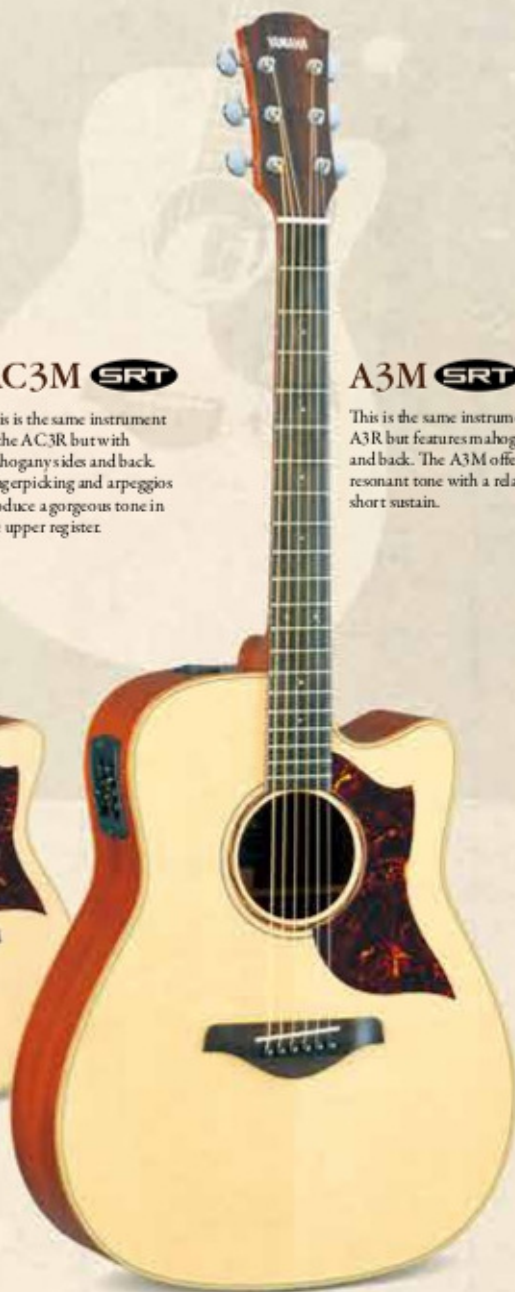 YAMAHA
AC3M SRT
is is the same instrument
the AC3R but with
hogany sides and back.
gerpicking and arpeggios
oduce a gorgeous tone in
upper register.
A3M SRT
This is the same instrum
A3R but features mahog
and back. The A3M offe
resonant tone with a rela
short sustain.